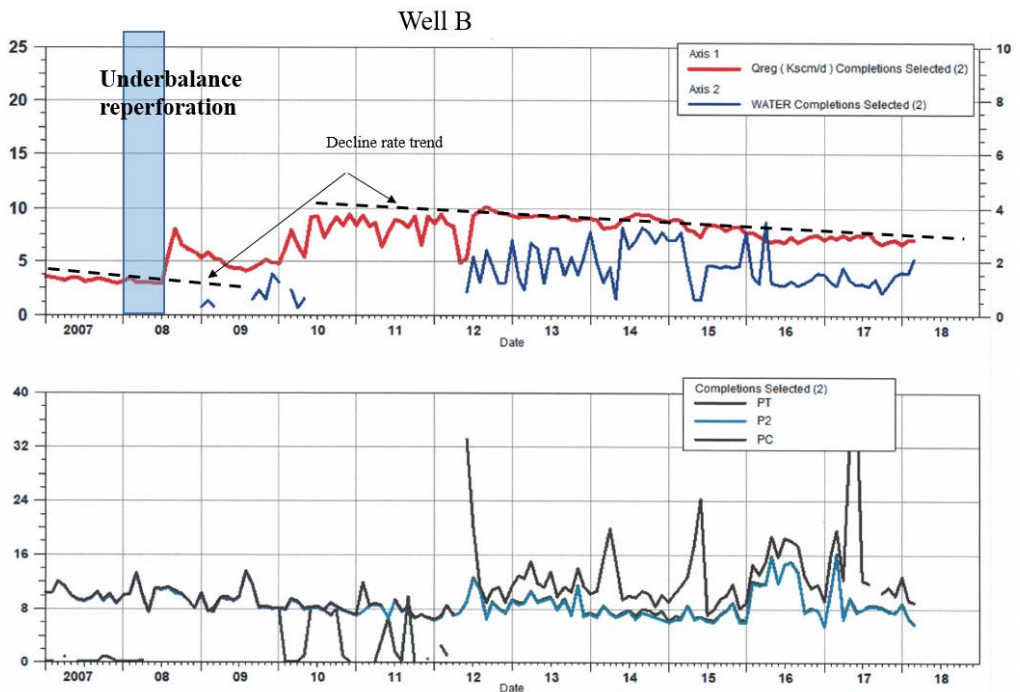 Well B
25
20
15
10
5
0
10
8
6
4
2
0
Underbalance
reperforation
Decline rate trend
Axis 1
Qreg ( Kscm/d ) Completions Selected (2)
Axis 2
WATER Completions Selected (2)
2007 08 09 10 11 12 13 14 15 16 17 18
Date
40
32
24
16
8
0
Completions Selected (2)
PT
P2
PC
2007 08 09 10 11 12 13 14 15 16 17 18
Date